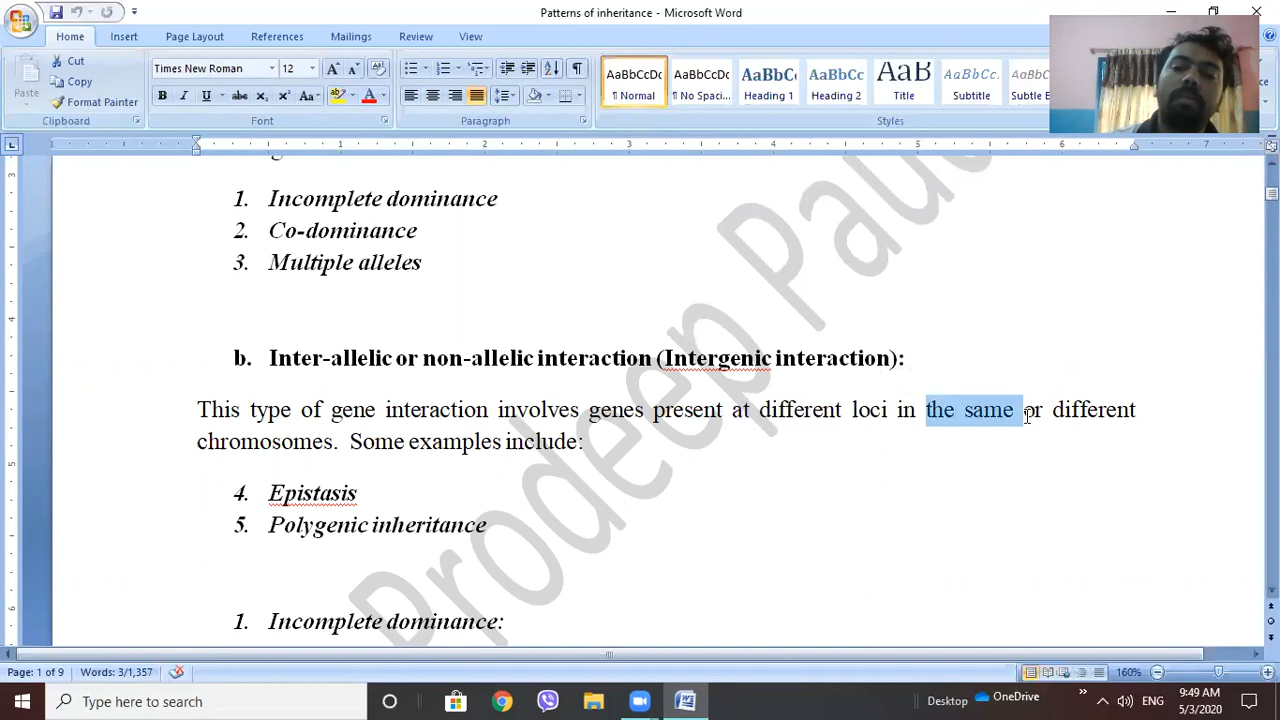 Patterns of inheritance - Microsoft Word
Home Insert Page Layout References Mailings Review View
Cut
Copy
Format Painter
Paste
Times New Roman 12
AaBbCcDc AaBbCc AaBbCc AaB AaBbCc.
¶ Normal ¶ No Spaci... Heading 1 Heading 2 Title Subtitle Subtle E
Clipboard Font Paragraph Styles
1. Incomplete dominance
2. Co-dominance
3. Multiple alleles
b. Inter-allelic or non-allelic interaction (Intergenic interaction):
This type of gene interaction involves genes present at different loci in the same or different
chromosomes. Some examples include:
4. Epistasis
5. Polygenic inheritance
1. Incomplete dominance:
Prodeep Paud
Page: 1 of 9 Words: 3/1,357 160%
Type here to search
Desktop OneDrive ENG
9:49 AM
5/3/2020